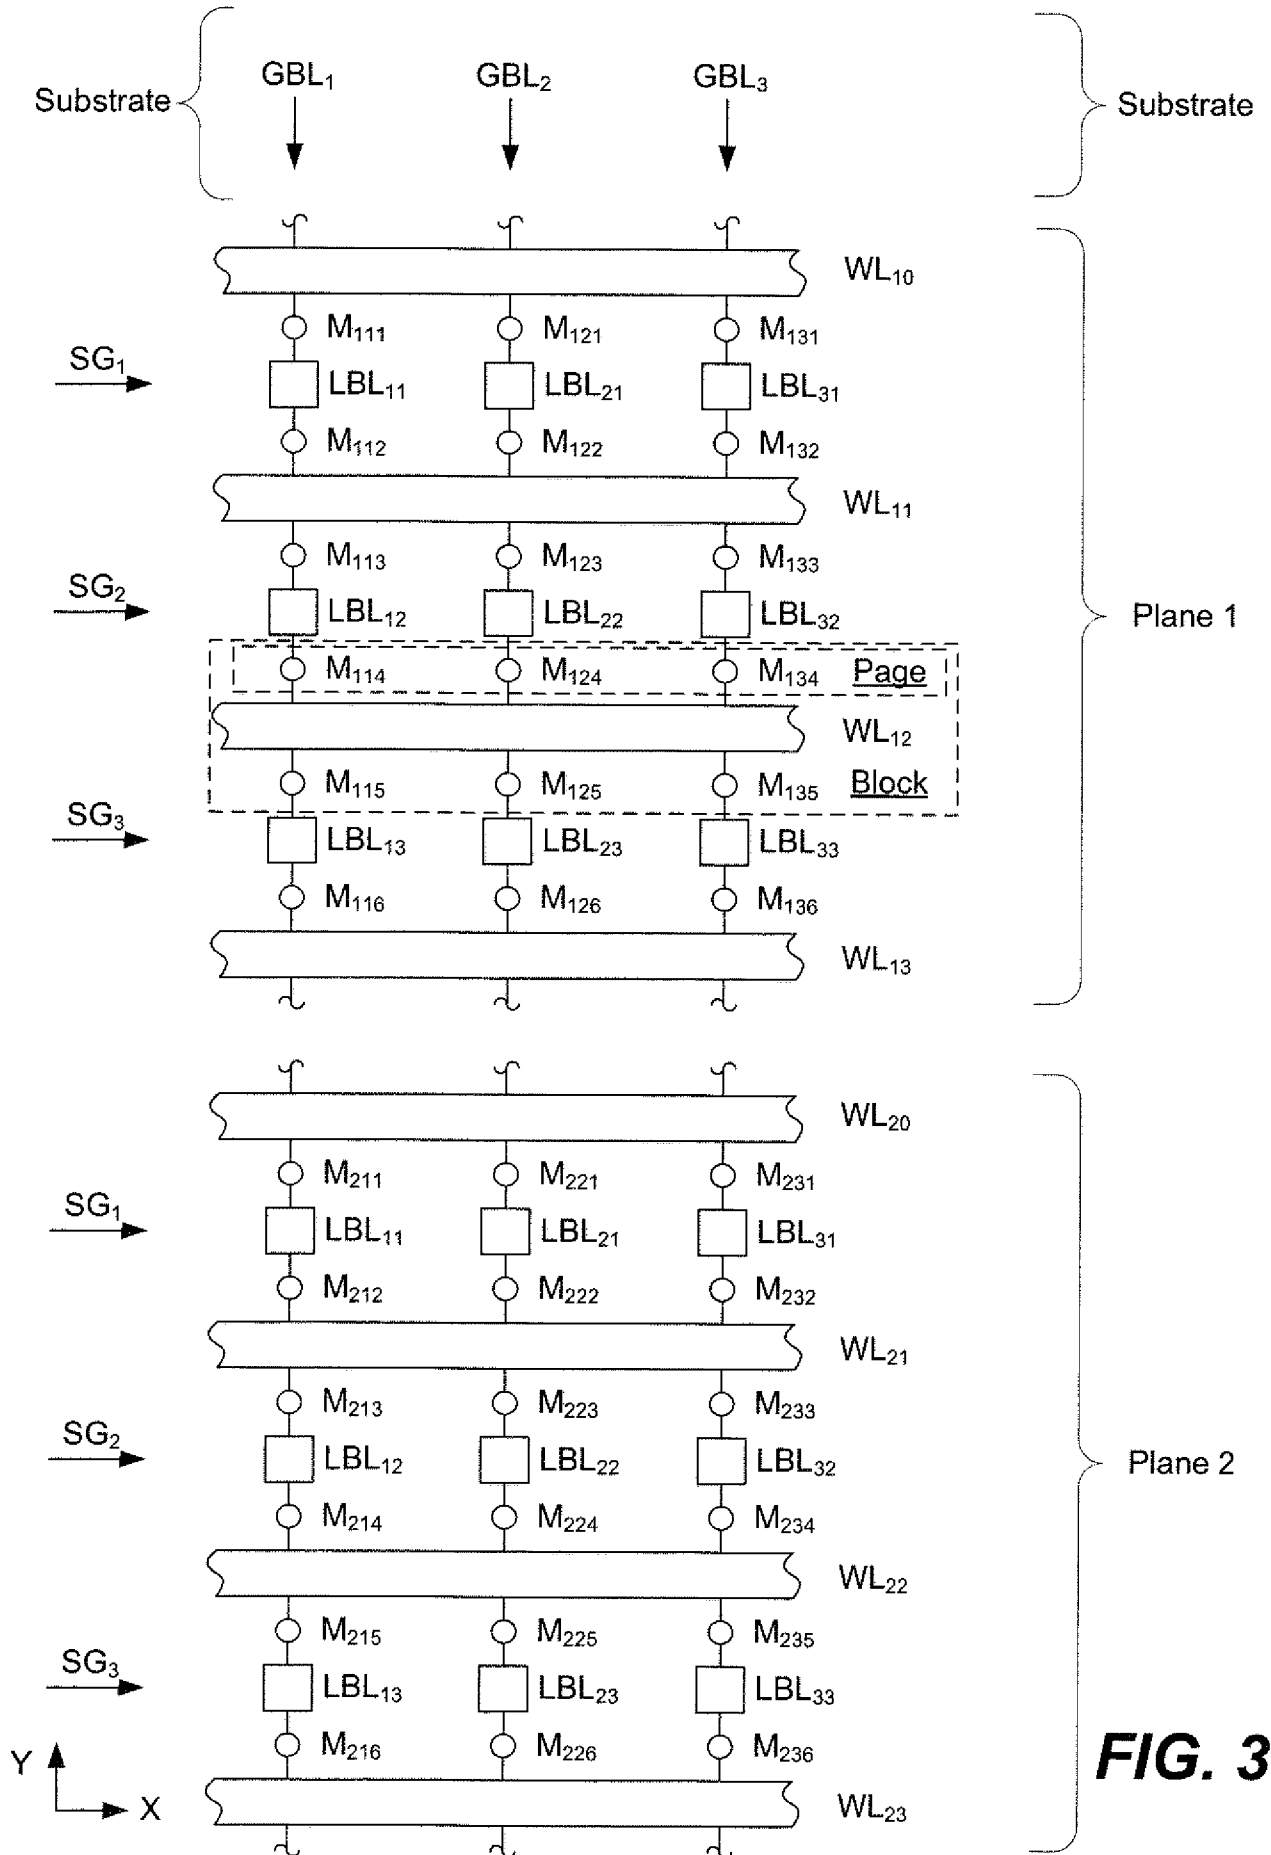 GBL₁ GBL₂ GBL₃
Substrate Substrate
WL₁₀
M₁₁₁ M₁₂₁ M₁₃₁
SG₁ LBL₁₁ LBL₂₁ LBL₃₁
M₁₁₂ M₁₂₂ M₁₃₂
WL₁₁
M₁₁₃ M₁₂₃ M₁₃₃
SG₂ LBL₁₂ LBL₂₂ LBL₃₂ Plane 1
M₁₁₄ M₁₂₄ M₁₃₄ Page
WL₁₂
M₁₁₅ M₁₂₅ M₁₃₅ Block
SG₃ LBL₁₃ LBL₂₃ LBL₃₃
M₁₁₆ M₁₂₆ M₁₃₆
WL₁₃
WL₂₀
M₂₁₁ M₂₂₁ M₂₃₁
SG₁ LBL₁₁ LBL₂₁ LBL₃₁
M₂₁₂ M₂₂₂ M₂₃₂
WL₂₁
M₂₁₃ M₂₂₃ M₂₃₃
SG₂ LBL₁₂ LBL₂₂ LBL₃₂ Plane 2
M₂₁₄ M₂₂₄ M₂₃₄
WL₂₂
M₂₁₅ M₂₂₅ M₂₃₅
SG₃ LBL₁₃ LBL₂₃ LBL₃₃
M₂₁₆ M₂₂₆ M₂₃₆
Y X
WL₂₃
FIG. 3